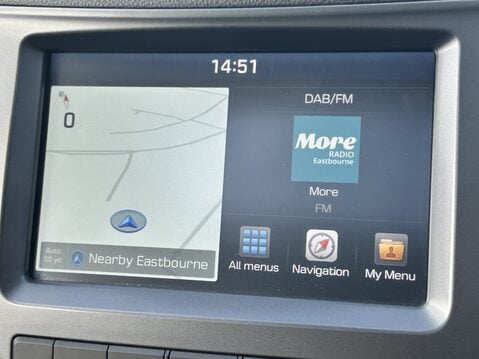 14:51
0
Auto
50 yd
Nearby Eastbourne
DAB/FM
More
RADIO
Eastbourne
More
FM
All menus
Navigation
My Menu